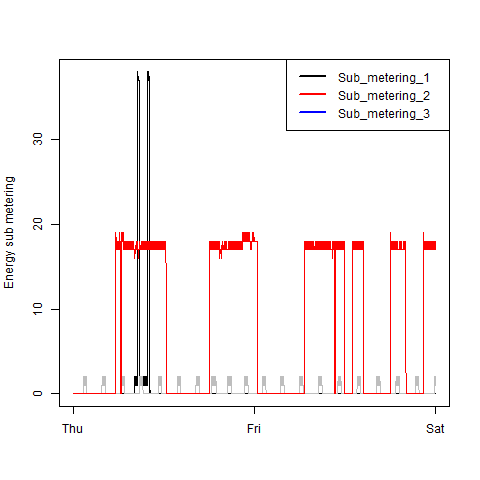 Sub_metering_1
Sub_metering_2
Sub_metering_3
Energy sub metering
30
20
10
0
Thu Fri Sat